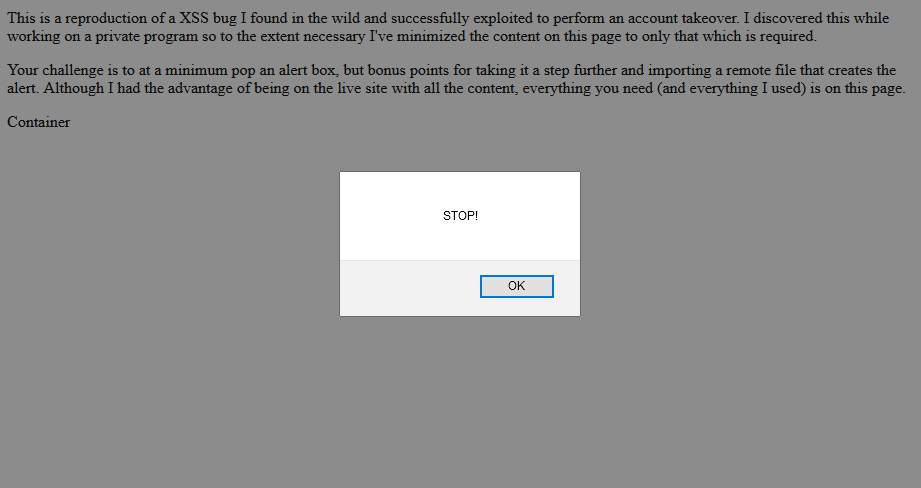 This is a reproduction of a XSS bug I found in the wild and successfully exploited to perform an account takeover. I discovered this while
working on a private program so to the extent necessary I've minimized the content on this page to only that which is required.
Your challenge is to at a minimum pop an alert box, but bonus points for taking it a step further and importing a remote file that creates the
alert. Although I had the advantage of being on the live site with all the content, everything you need (and everything I used) is on this page.
Container
STOP!
OK